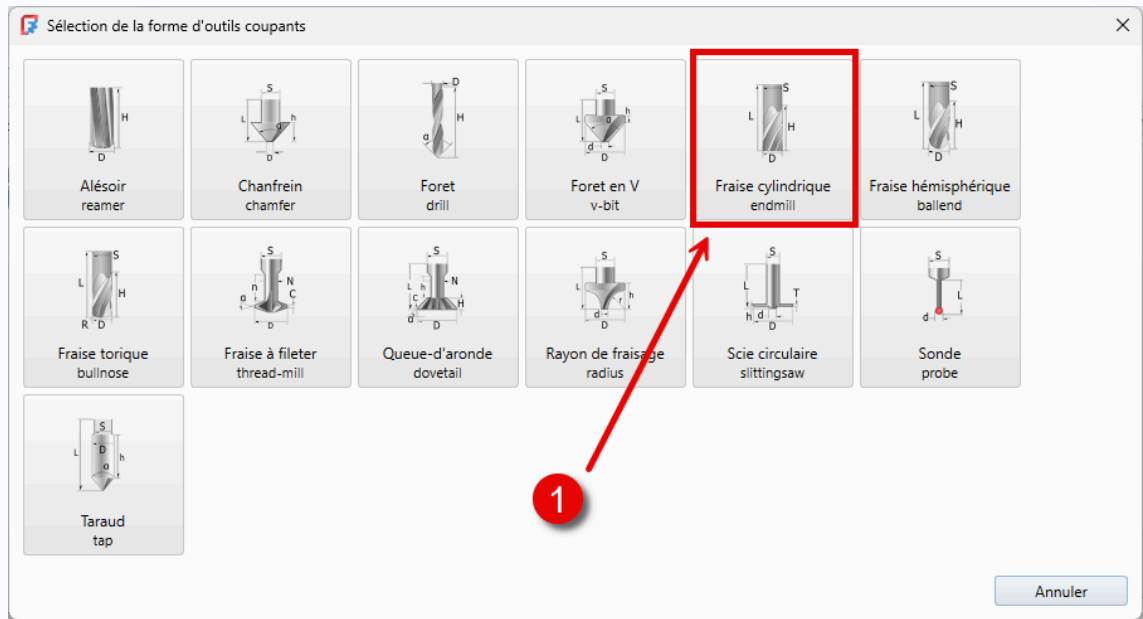 Sélection de la forme d'outils coupants
S
D
S
S
S
L
h
H
H
L
a
h
L
H
L
H
a
a
d
D
D
D
D
D
Alésoir
Chanfrein
Foret
Foret en V
Fraise cylindrique
Fraise hémisphérique
reamer
chamfer
drill
v-bit
endmill
ballend
S
S
S
S
S
S
L
H
n
N
a
C
L
h
N
c
H
a
L
h
r
L
T
L
R
D
D
D
d
D
h
d
D
d
Fraise torique
Fraise à fileter
Queue-d'aronde
Rayon de fraisage
Scie circulaire
Sonde
bullnose
thread-mill
dovetail
radius
slittingsaw
probe
S
L
D
h
a
1
Taraud
tap
Annuler